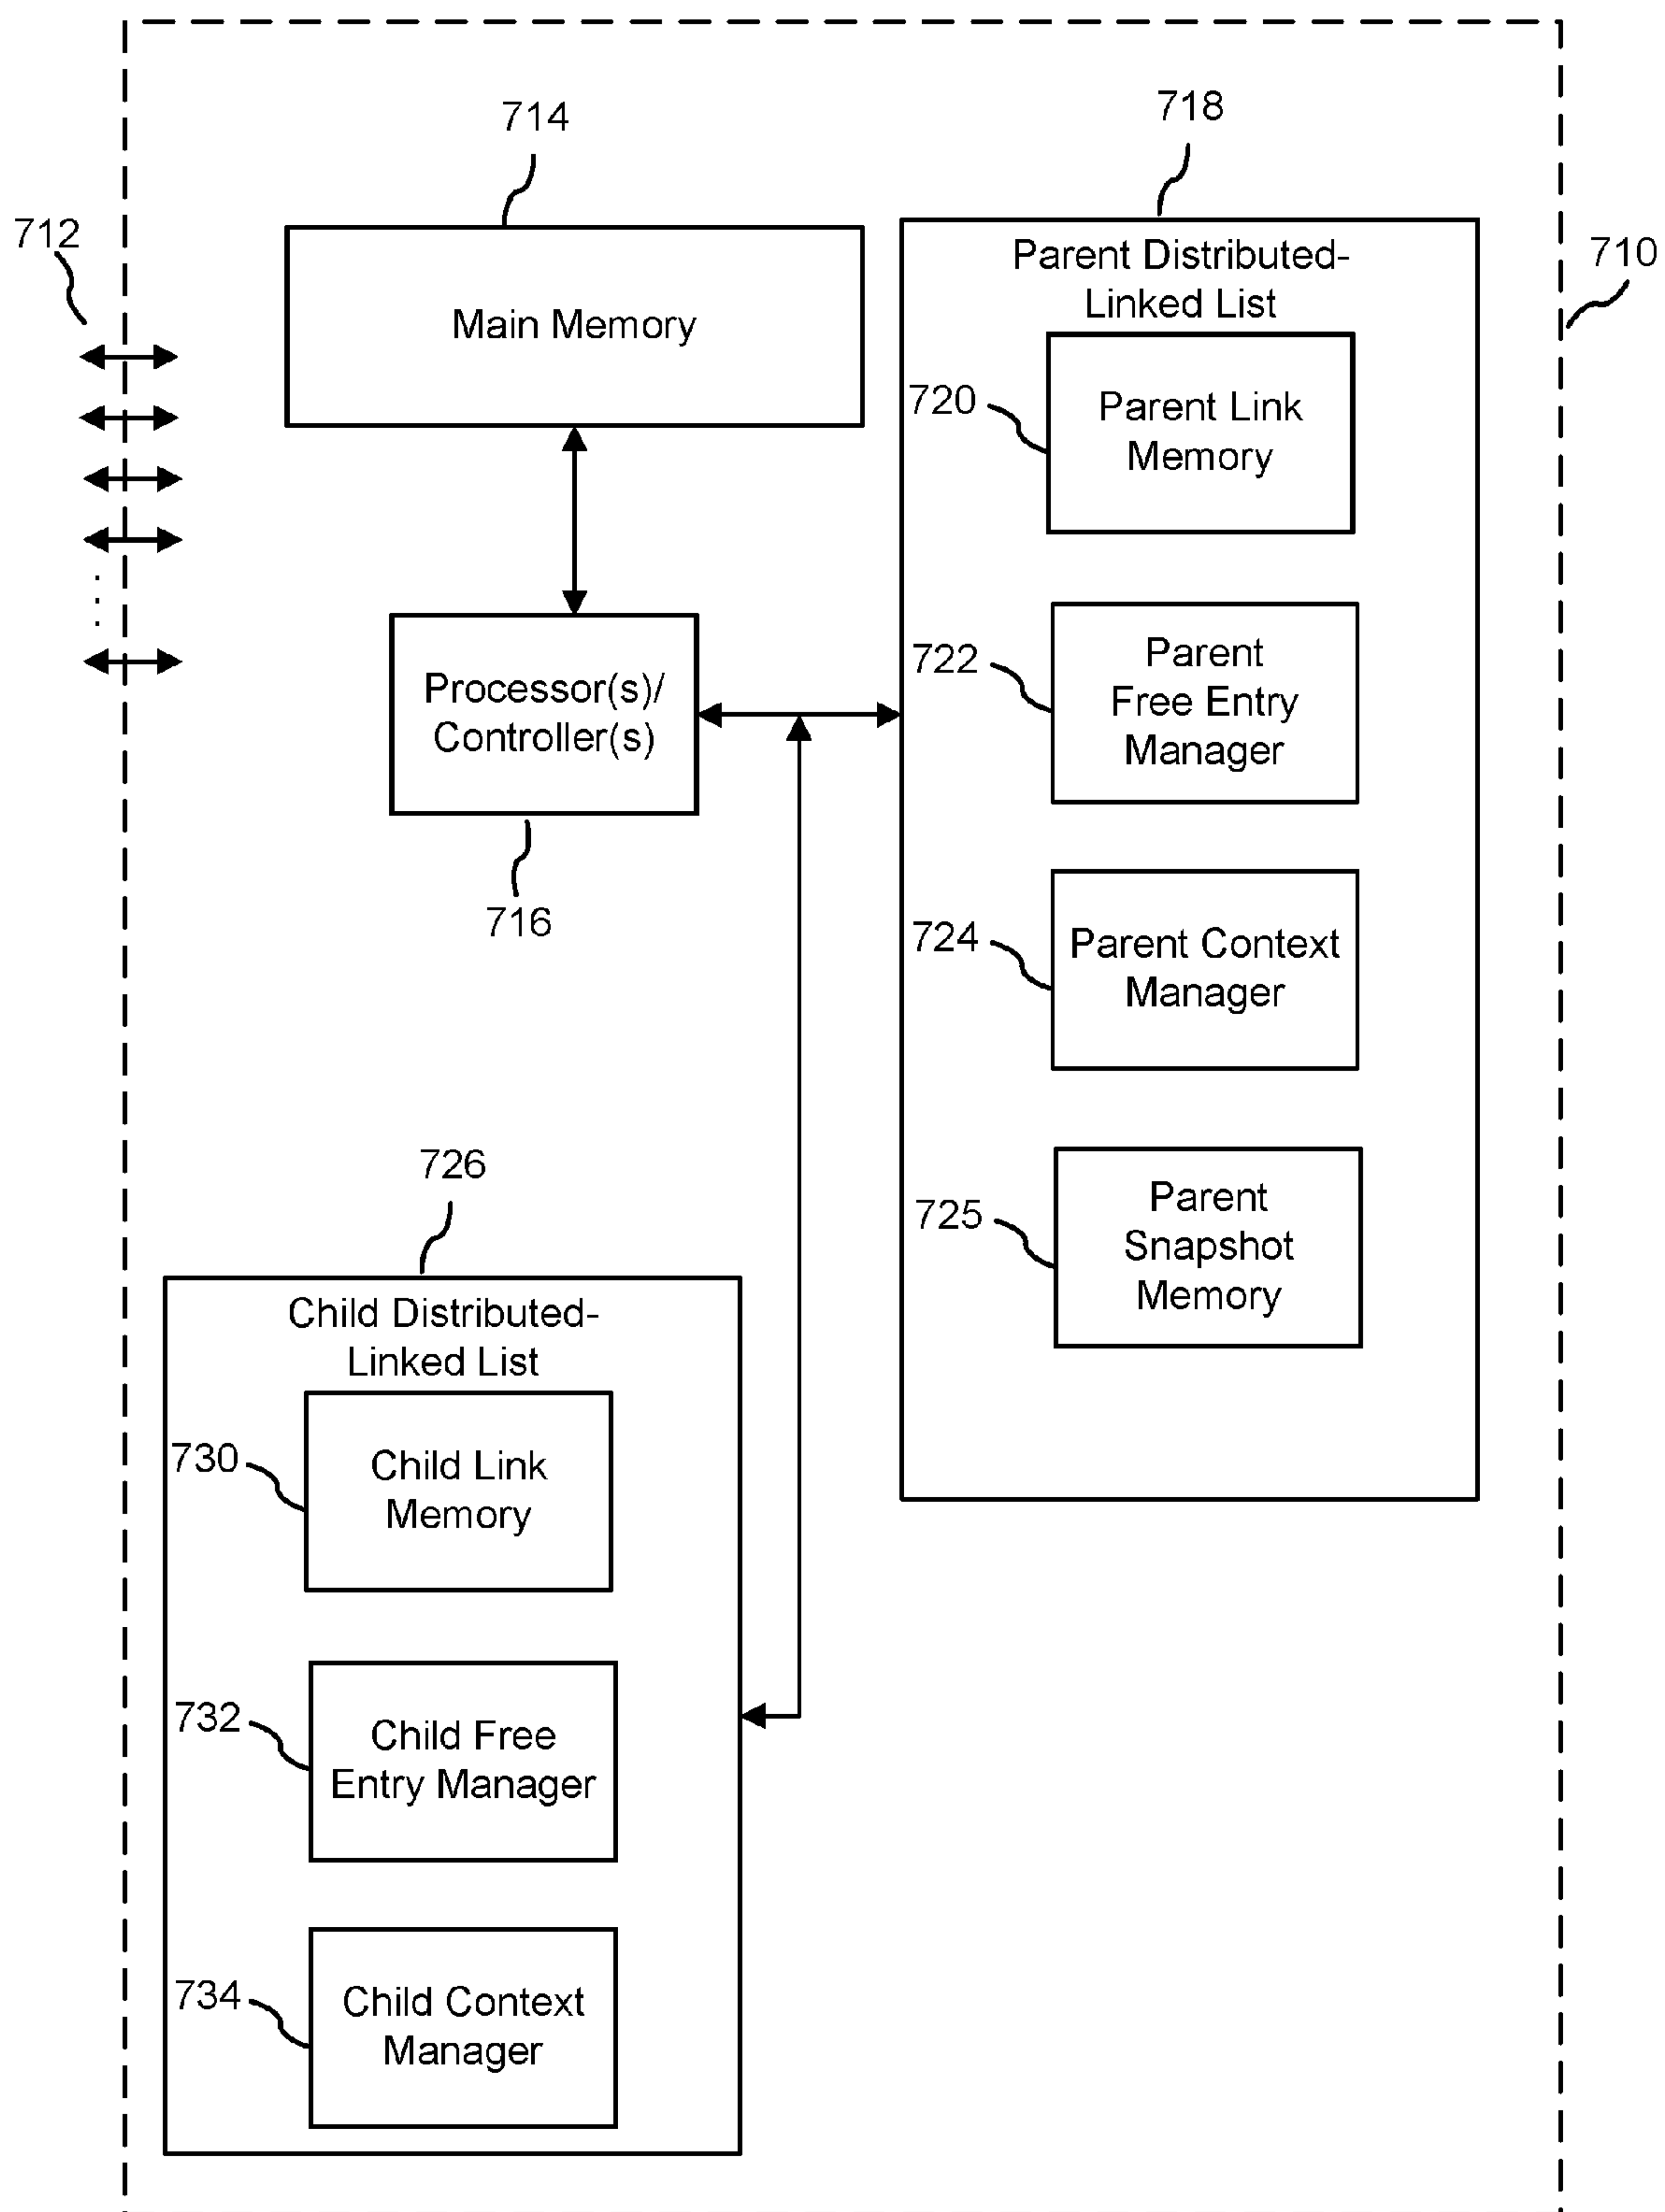 718
714
712
710
Main Memory
Parent Distributed-
Linked List
720
Parent Link
Memory
722
Parent
Free Entry
Manager
Processor(s)/
Controller(s)
716
724
Parent Context
Manager
725
Parent
Snapshot
Memory
726
Child Distributed-
Linked List
730
Child Link
Memory
732
Child Free
Entry Manager
734
Child Context
Manager